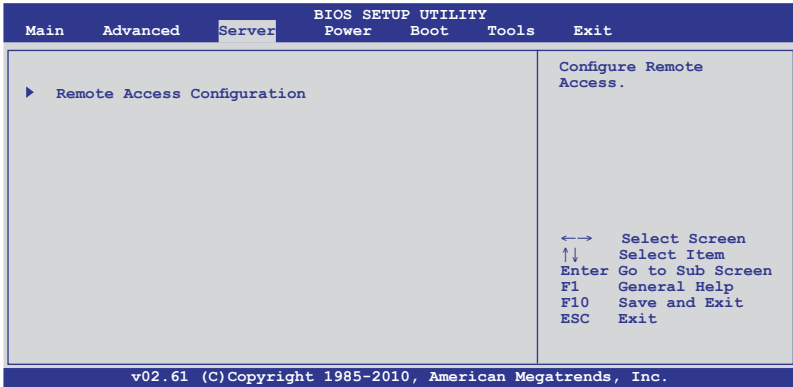 BIOS SETUP UTILITY
Main Advanced Server Power Boot Tools Exit
Remote Access Configuration
Configure Remote
Access.
←→ Select Screen
↑↓ Select Item
Enter Go to Sub Screen
F1 General Help
F10 Save and Exit
ESC Exit
v02.61 (C)Copyright 1985-2010, American Megatrends, Inc.